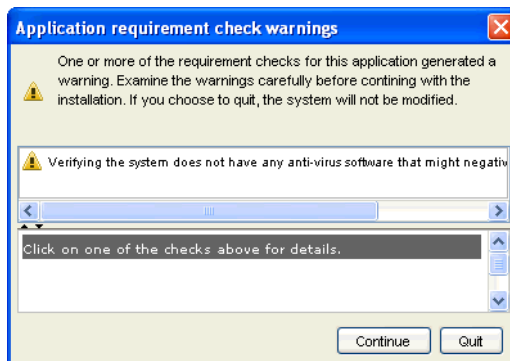 Application requirement check warnings
One or more of the requirement checks for this application generated a
warning. Examine the warnings carefully before contining with the
installation. If you choose to quit, the system will not be modified.
Verifying the system does not have any anti-virus software that might negativ
Click on one of the checks above for details.
Continue
Quit